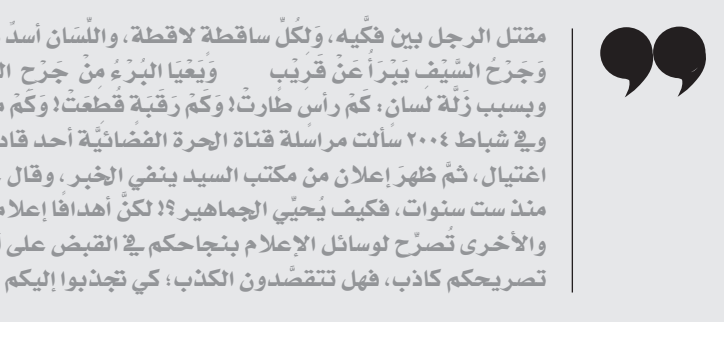 مقتل الرجل بين فكَّيه، وَلكُلِّ ساقطة لاقطة، واللِّسَان أسدٌ
وَجَرْحُ السَّيْفِ يَبْرَأُ عَنْ قَرِيْبٍ وَيَعْيَا البُرْءُ مِنْ جَرْحِ
وبسبب زَلَّة لسان: كَمْ رأسٍ طارتْ! وَكَمْ رَقَبَة قُطِعَتْ! وَكَمْ
وفي شباط ٢٠٠٤ سألت مراسلة قناة الحرة الفضائيَّة أحد
اغتيال، ثمَّ ظهرَ إعلان من مكتب السيد ينفي الخبر، وقال
منذ ست سنوات، فكيف يُحيِّي الجماهير؟! لكنَّ أهدافًا
والأخرى تُصرِّح لوسائل الإعلام بنجاحكم في القبض على
تصريحكم كاذب، فهل تتقصَّدون الكذب؛ كي تجذبوا إليكم